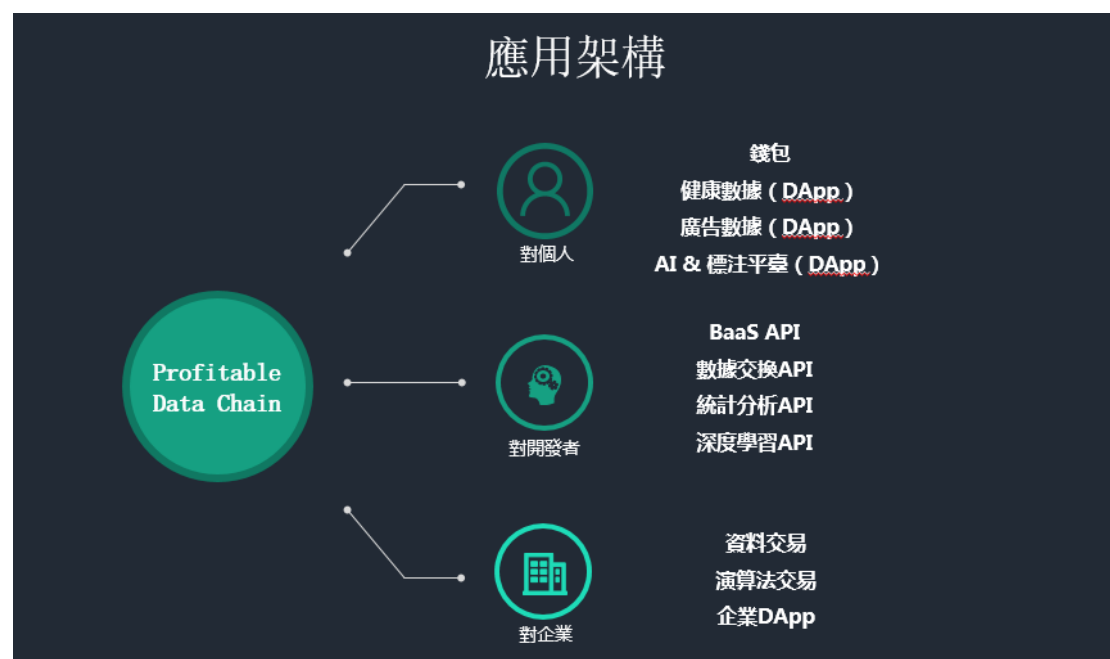 應用架構
Profitable
Data Chain
對個人
錢包
健康數據（DApp）
廣告數據（DApp）
AI & 標注平臺（DApp）
對開發者
BaaS API
數據交換API
統計分析API
深度學習API
對企業
資料交易
演算法交易
企業DApp